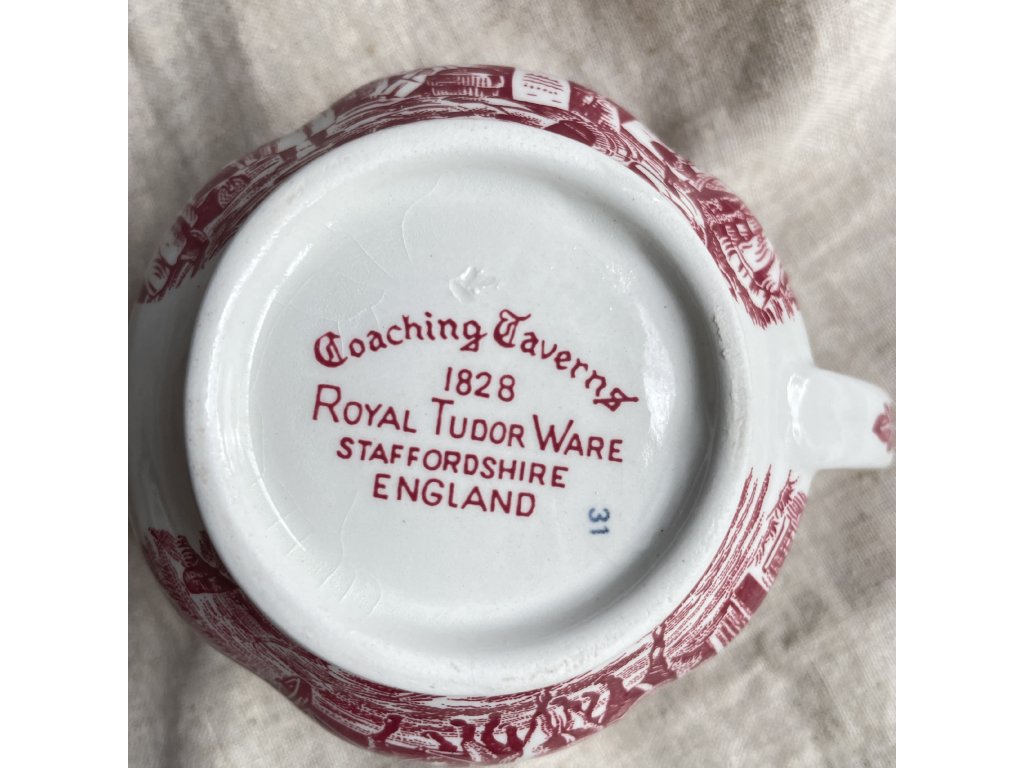 Coaching Taverns
1828
ROYAL TUDOR WARE
STAFFORDSHIRE
ENGLAND
31